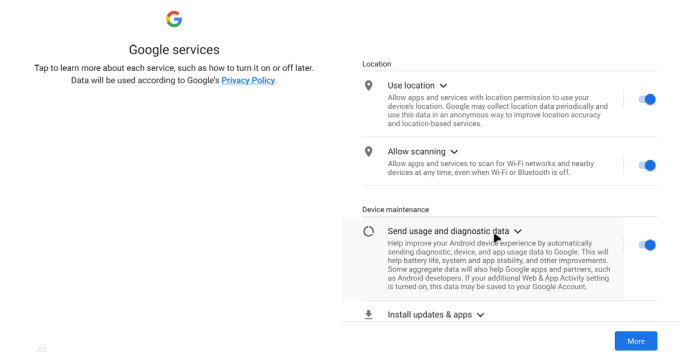 Google services
Tap to learn more about each service, such as how to turn it on or off later.
Data will be used according to Google's Privacy Policy.
Location
Use location
Allow apps and services with location permission to use your
device's location. Google may collect location data periodically and
use this data in an anonymous way to improve location accuracy
and location-based services.
Allow scanning
Allow apps and services to scan for Wi-Fi networks and nearby
devices at any time, even when Wi-Fi or Bluetooth is off.
Device maintenance
Send usage and diagnostic data
Help improve your Android device experience by automatically
sending diagnostic, device, and app usage data to Google. This will
help battery life, system and app stability, and other improvements.
Some aggregate data will also help Google apps and partners, such
as Android developers. If your additional Web & App Activity setting
is turned on, this data may be saved to your Google Account.
Install updates & apps
More